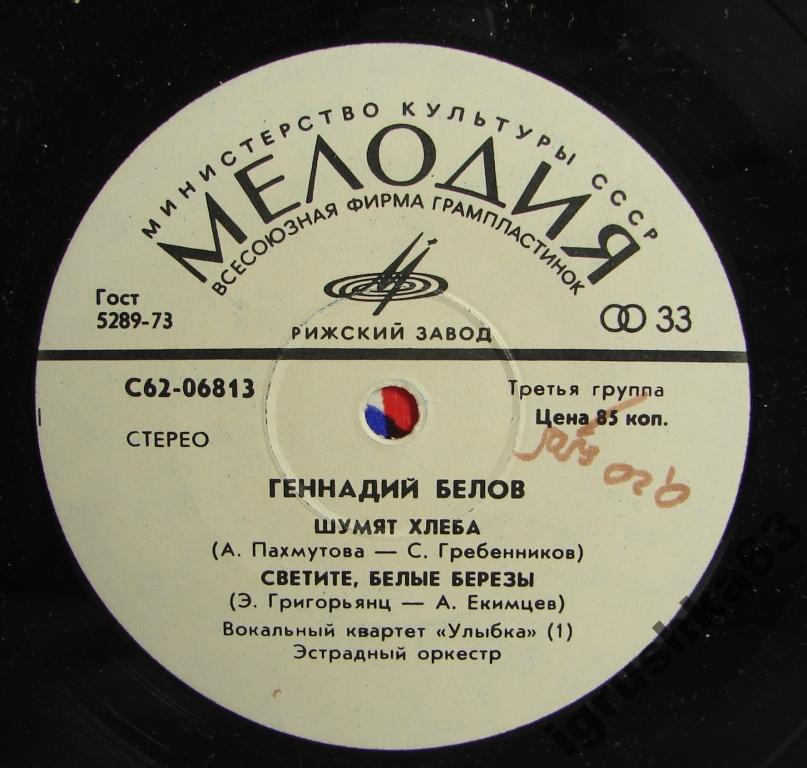 МИНИСТЕРСТВО КУЛЬТУРЫ СССР
МЕЛОДИЯ
ВСЕСОЮЗНАЯ ФИРМА ГРАМПЛАСТИНОК
РИЖСКИЙ ЗАВОД
Гост
5289-73
33
С62-06813
СТЕРЕО
Третья группа
Цена 85 коп.
ГЕННАДИЙ БЕЛОВ
ШУМЯТ ХЛЕБА
(А. Пахмутова — С. Гребенников)
СВЕТИТЕ, БЕЛЫЕ БЕРЕЗЫ
(Э. Григорьянц — А. Екимцев)
Вокальный квартет «Улыбка» (1)
Эстрадный оркестр
igrushka63